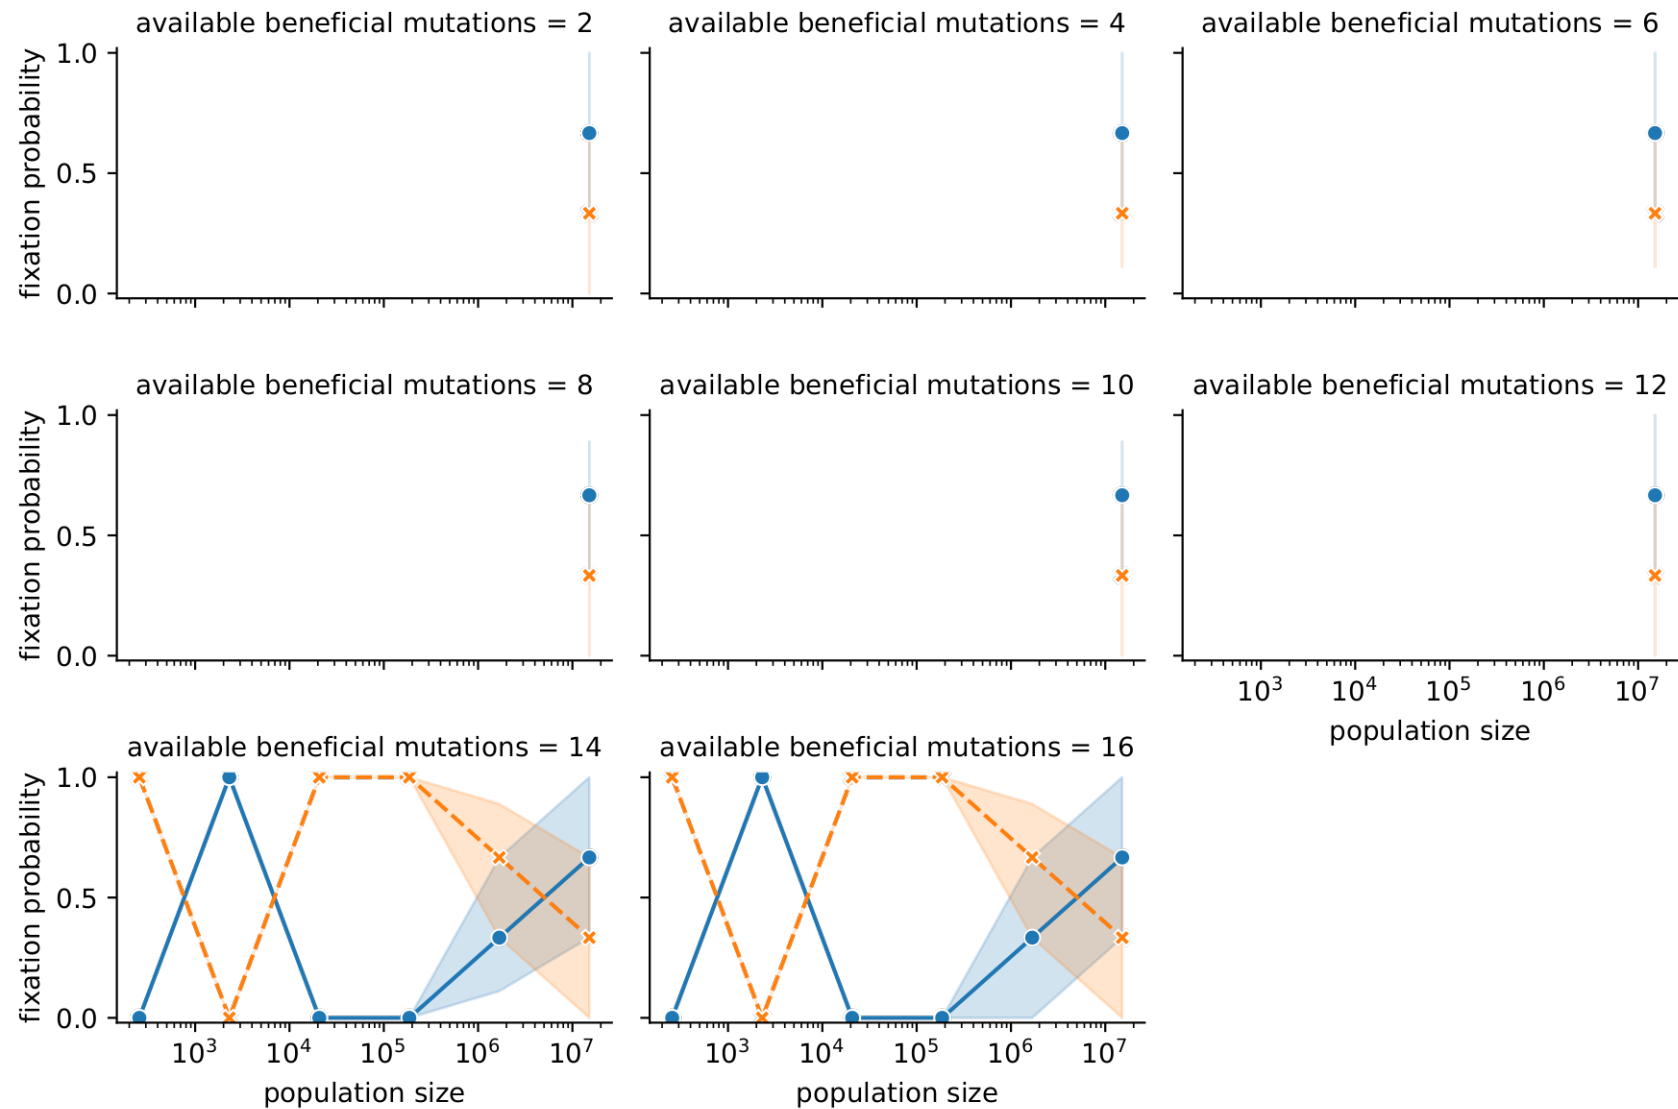 available beneficial mutations = 2
available beneficial mutations = 4
available beneficial mutations = 6
fixation probability
1.0
0.5
0.0
available beneficial mutations = 8
available beneficial mutations = 10
available beneficial mutations = 12
fixation probability
1.0
0.5
0.0
10³ 10⁴ 10⁵ 10⁶ 10⁷
population size
available beneficial mutations = 14
available beneficial mutations = 16
fixation probability
1.0
0.5
0.0
10³ 10⁴ 10⁵ 10⁶ 10⁷
population size
10³ 10⁴ 10⁵ 10⁶ 10⁷
population size